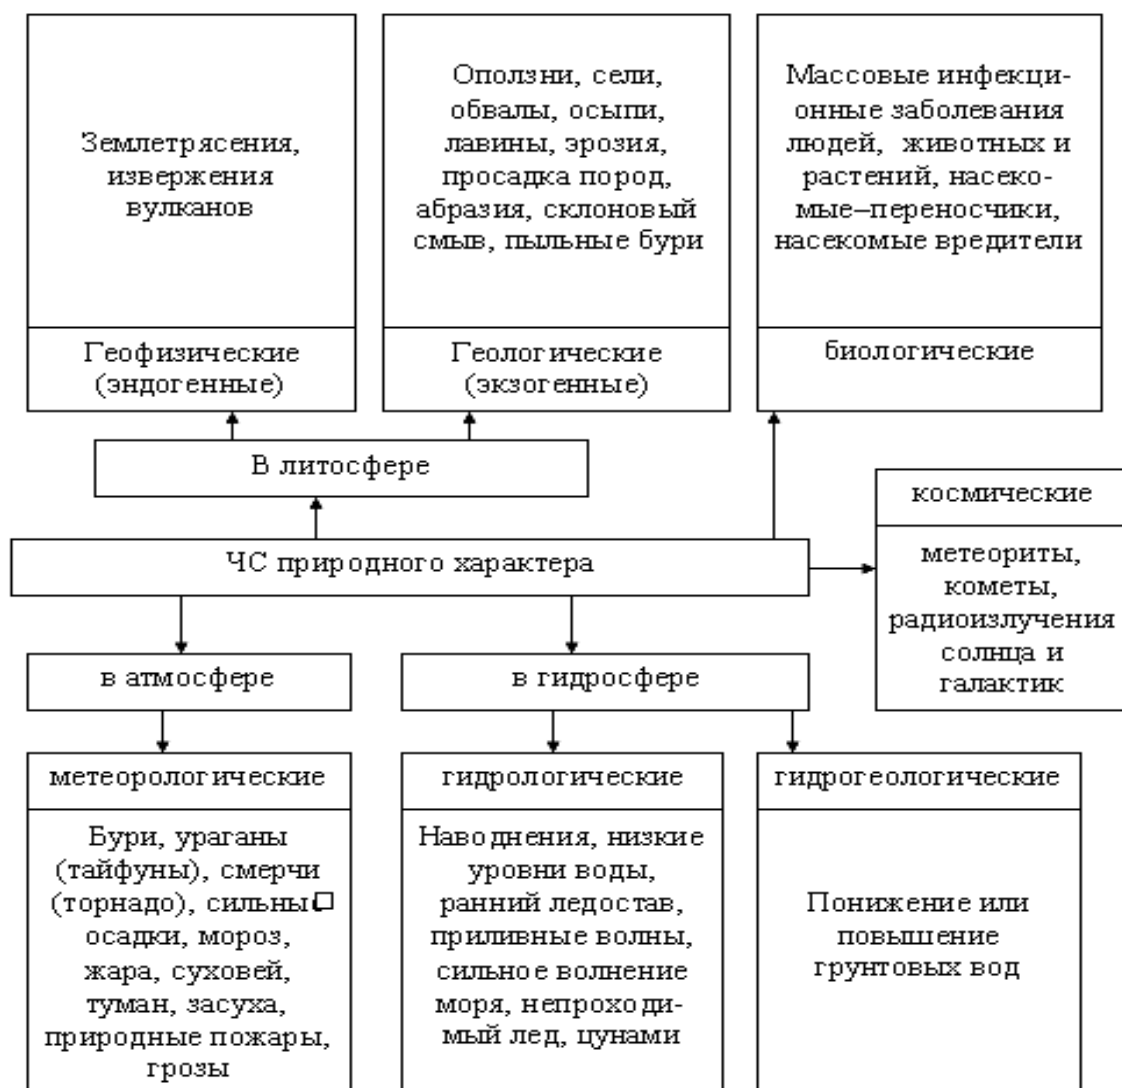 Землетрясения,
извержения
вулканов
Геофизические
(эндогенные)
Оползни, сели,
обвалы, осыпи,
лавины, эрозия,
просадка пород,
абразия, склоновый
смыв, пыльные бури
Геологические
(экзогенные)
Массовые инфекци-
онные заболевания
людей, животных и
растений, насеко-
мые–переносчики,
насекомые вредители
биологические
В литосфере
космические
метеориты,
кометы,
радиоизлучения
солнца и
галактик
ЧС природного характера
в атмосфере
в гидросфере
метеорологические
Бури, ураганы
(тайфуны), смерчи
(торнадо), сильные
осадки, мороз,
жара, суховей,
туман, засуха,
природные пожары,
грозы
гидрологические
Наводнения, низкие
уровни воды,
ранний ледостав,
приливные волны,
сильное волнение
моря, непроходи-
мый лед, цунами
гидрогеологические
Понижение или
повышение
грунтовых вод